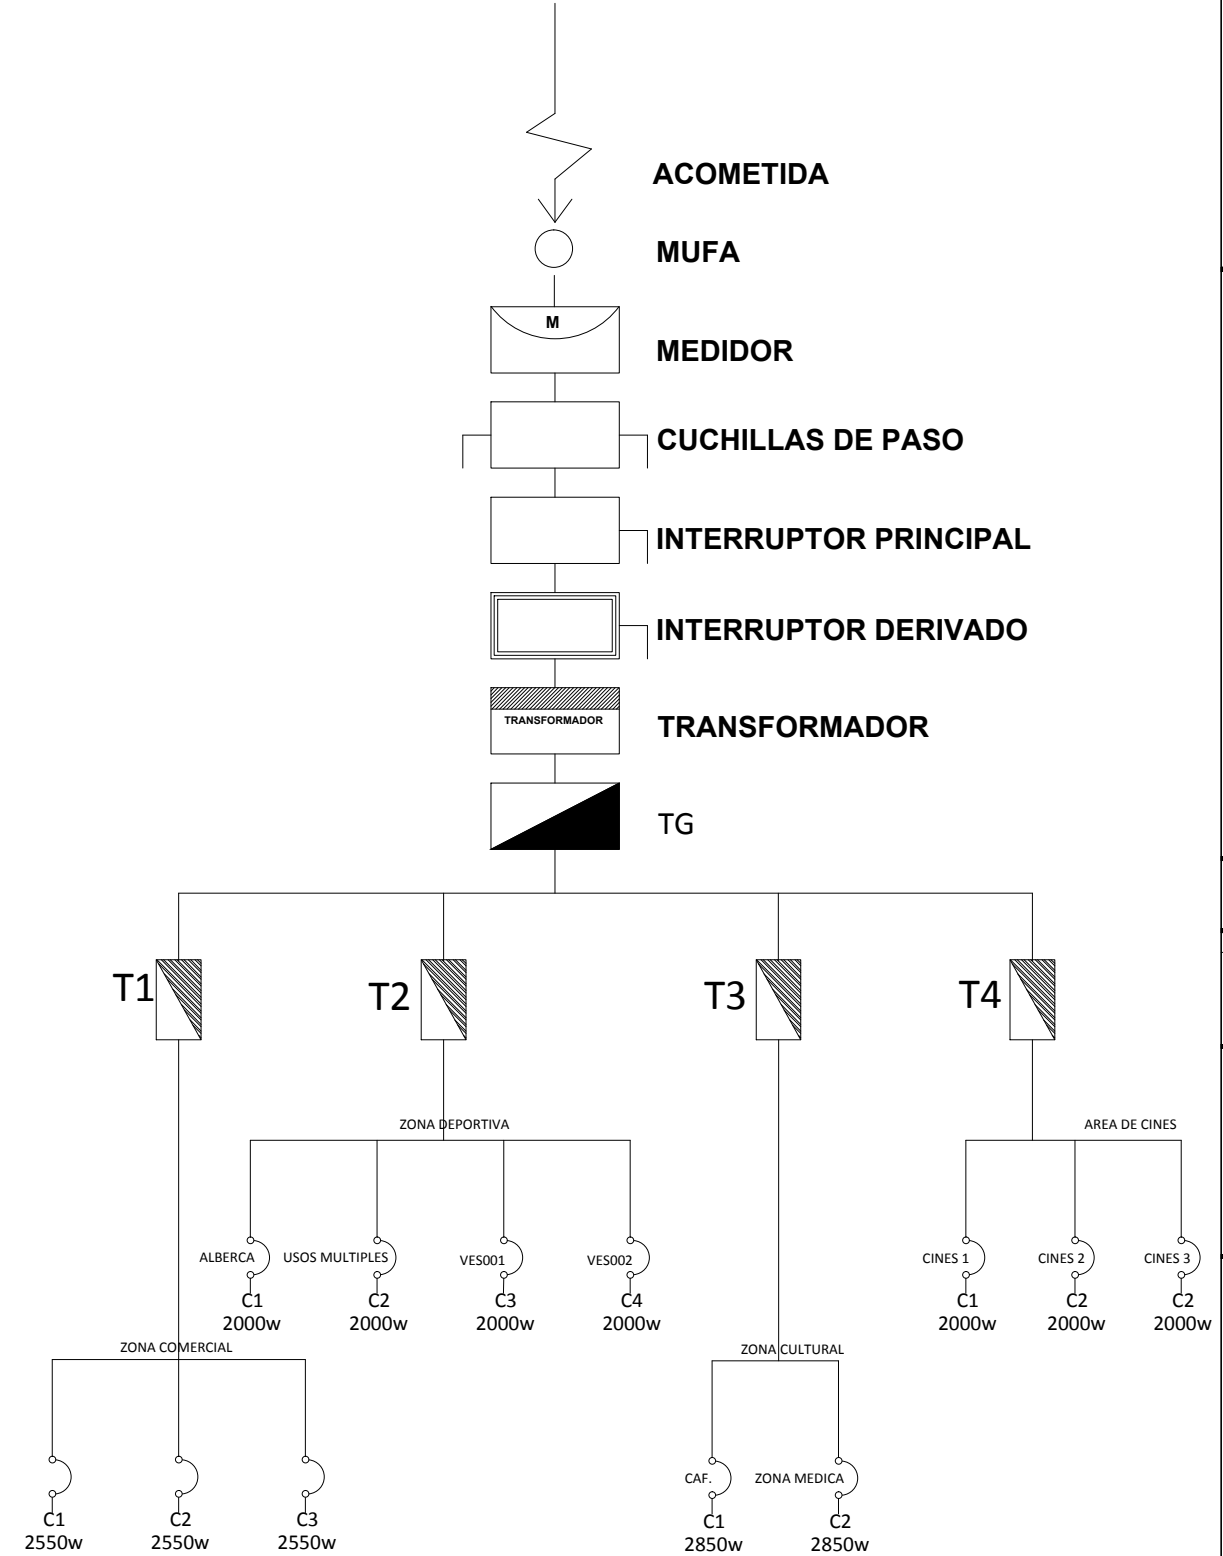 ACOMETIDA
MUFA
M
MEDIDOR
CUCHILLAS DE PASO
INTERRUPTOR PRINCIPAL
INTERRUPTOR DERIVADO
TRANSFORMADOR
TRANSFORMADOR
TG
T1
T2
T3
T4
ZONA DEPORTIVA
AREA DE CINES
ALBERCA
USOS MULTIPLES
VES001
VES002
CINES 1
CINES 2
CINES 3
C1
2000w
C2
2000w
C3
2000w
C4
2000w
C1
2000w
C2
2000w
C2
2000w
ZONA COMERCIAL
ZONA CULTURAL
CAF.
ZONA MEDICA
C1
2550w
C2
2550w
C3
2550w
C1
2850w
C2
2850w